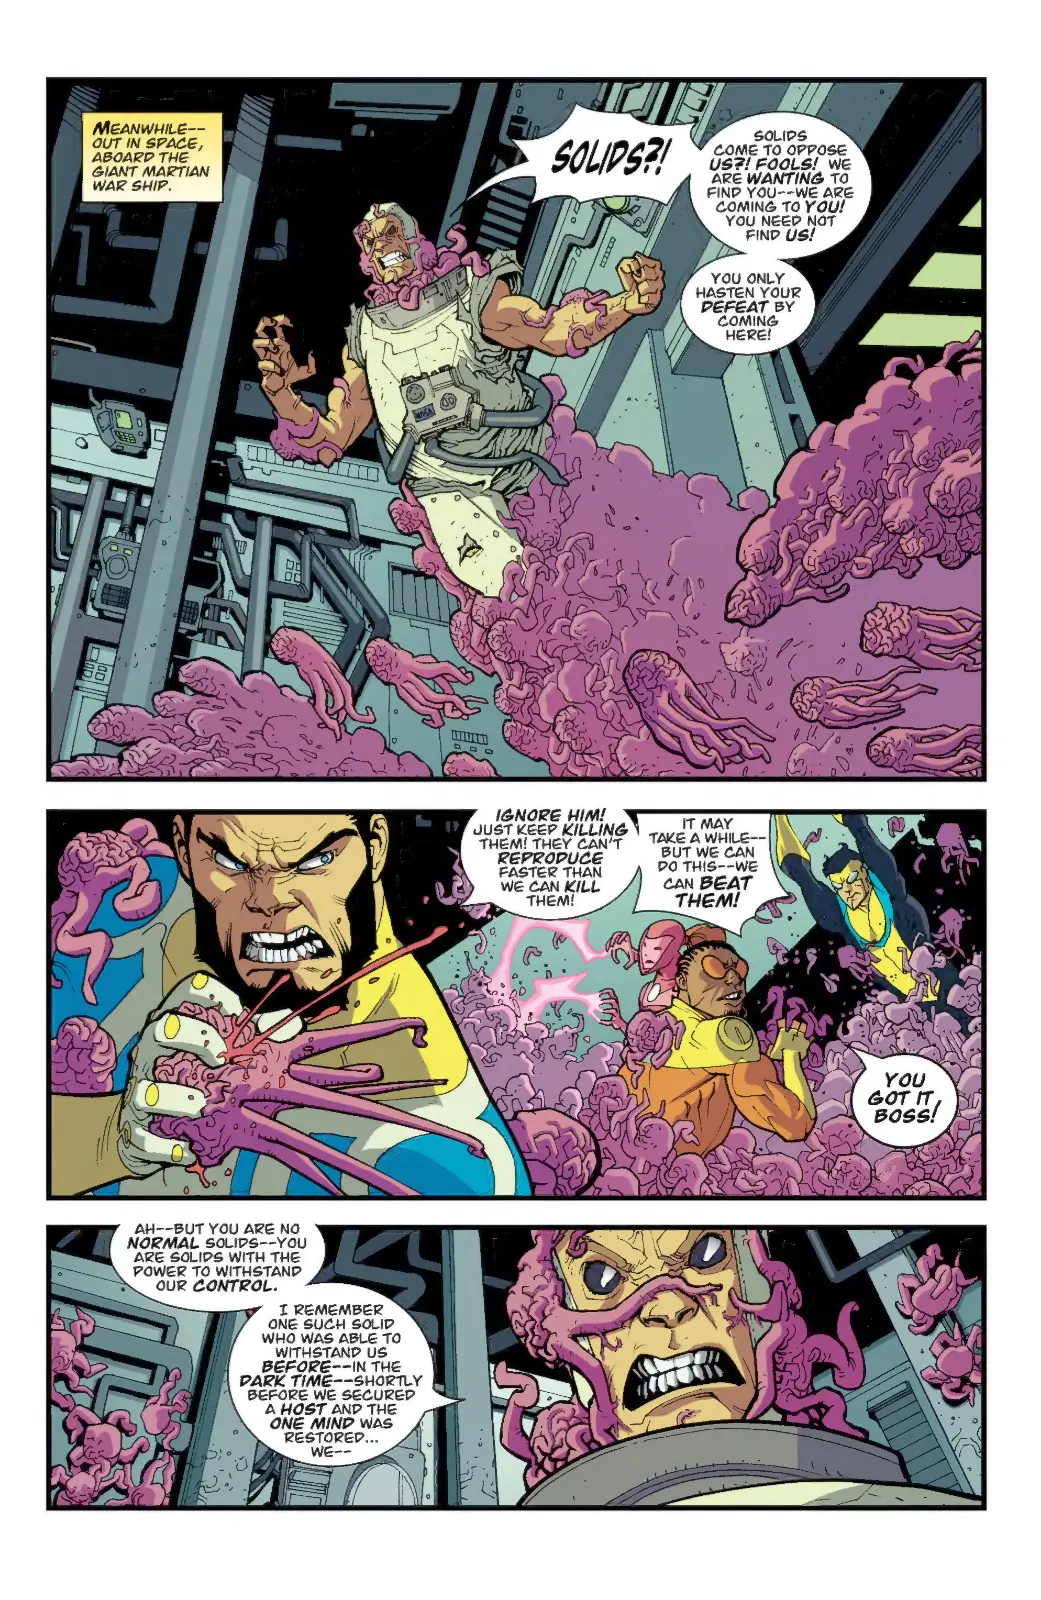 MEANWHILE--
OUT IN SPACE,
ABOARD THE
GIANT MARTIAN
WAR SHIP.
SOLIDS?!
SOLIDS
COME TO OPPOSE
US?! FOOLS! WE
ARE WANTING TO
FIND YOU--WE ARE
COMING TO YOU!
YOU NEED NOT
FIND US!
YOU ONLY
HASTEN YOUR
DEFEAT BY
COMING
HERE!
NASA
IGNORE HIM!
JUST KEEP KILLING
THEM! THEY CAN'T
REPRODUCE
FASTER THAN
WE CAN KILL
THEM!
IT MAY
TAKE A WHILE--
BUT WE CAN
DO THIS--WE
CAN BEAT
THEM!
YOU
GOT IT,
BOSS!
AH--BUT YOU ARE NO
NORMAL SOLIDS--YOU
ARE SOLIDS WITH THE
POWER TO WITHSTAND
OUR CONTROL.
I REMEMBER
ONE SUCH SOLID
WHO WAS ABLE TO
WITHSTAND US
BEFORE--IN THE
DARK TIME--SHORTLY
BEFORE WE SECURED
A HOST AND THE
ONE MIND WAS
RESTORED...
WE--